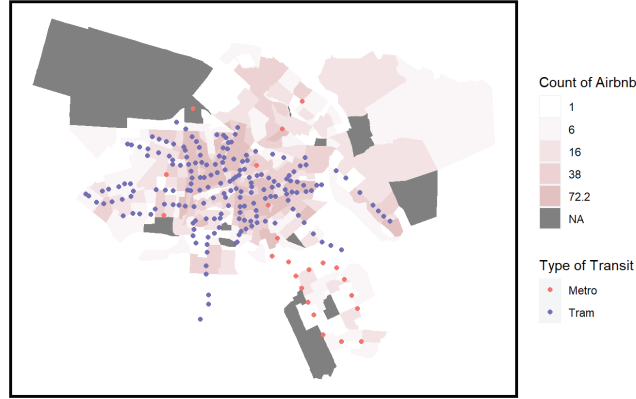 Count of Airbnb
1
6
16
38
72.2
NA
Type of Transit
Metro
Tram